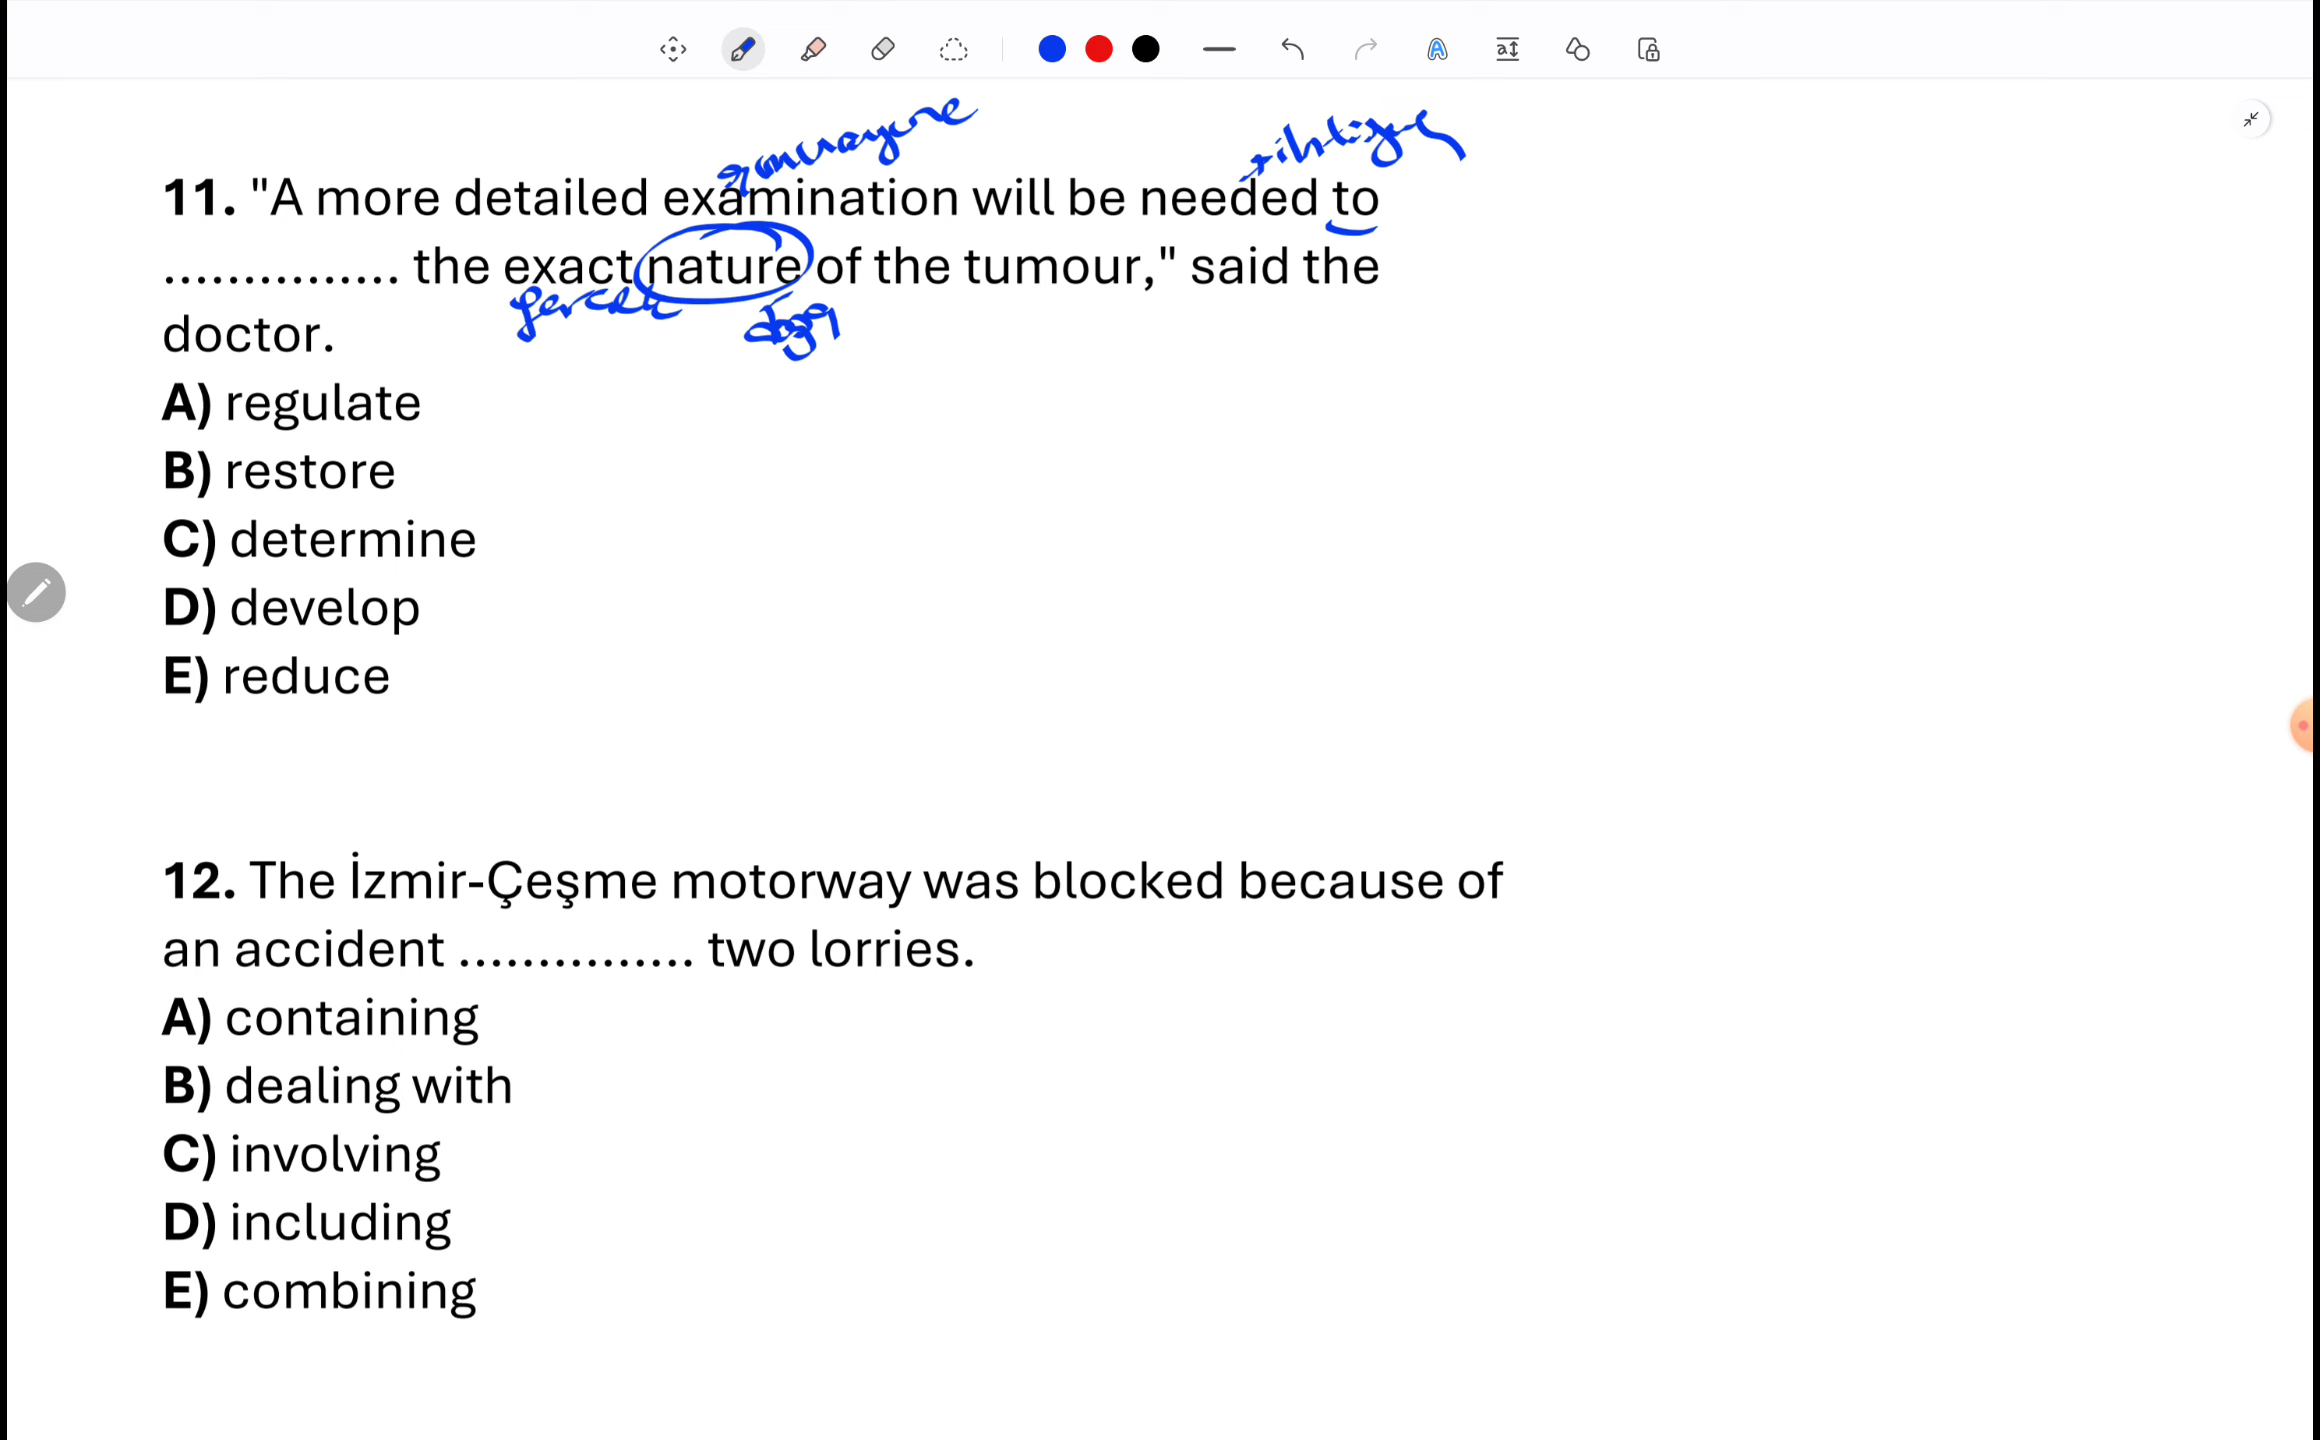 11. "A more detailed examination will be needed to
............... the exact nature of the tumour," said the
gerçek
doctor.
A) regulate
B) restore
C) determine
D) develop
E) reduce
12. The İzmir-Çeşme motorway was blocked because of
an accident ............... two lorries.
A) containing
B) dealing with
C) involving
D) including
E) combining